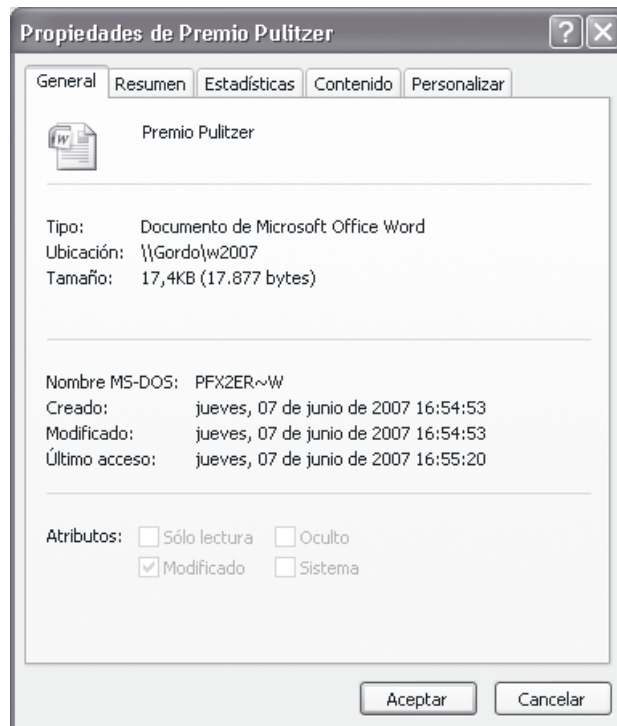 Propiedades de Premio Pulitzer
General Resumen Estadísticas Contenido Personalizar
Premio Pulitzer
Tipo: Documento de Microsoft Office Word
Ubicación: \\Gordo\w2007
Tamaño: 17,4KB (17.877 bytes)
Nombre MS-DOS: PFX2ER~W
Creado: jueves, 07 de junio de 2007 16:54:53
Modificado: jueves, 07 de junio de 2007 16:54:53
Último acceso: jueves, 07 de junio de 2007 16:55:20
Atributos: Sólo lectura Oculto
Modificado Sistema
Aceptar Cancelar